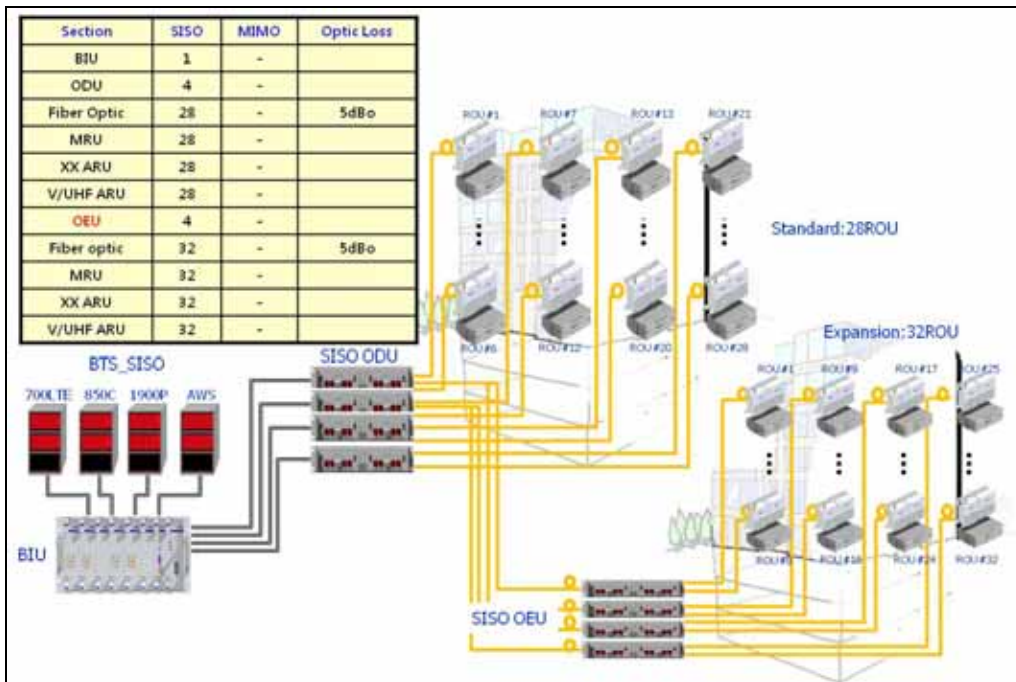 Section SISO MIMO Optic Loss
BIU 1 -
ODU 4 -
Fiber Optic 28 - 5dBo
MRU 28 -
XX ARU 28 -
V/UHF ARU 28 -
OEU 4 -
Fiber optic 32 - 5dBo
MRU 32 -
XX ARU 32 -
V/UHF ARU 32 -
ROU#1 ROU#7 ROU#13 ROU#21
Standard:28ROU
ROU#6 ROU#12 ROU#20 ROU#28
BTS_SISO
700LTE 850C 1900P AWS
SISO ODU
BIU
Expansion:32ROU
ROU#1 ROU#9 ROU#17 ROU#25
ROU#8 ROU#16 ROU#24 ROU#32
SISO OEU